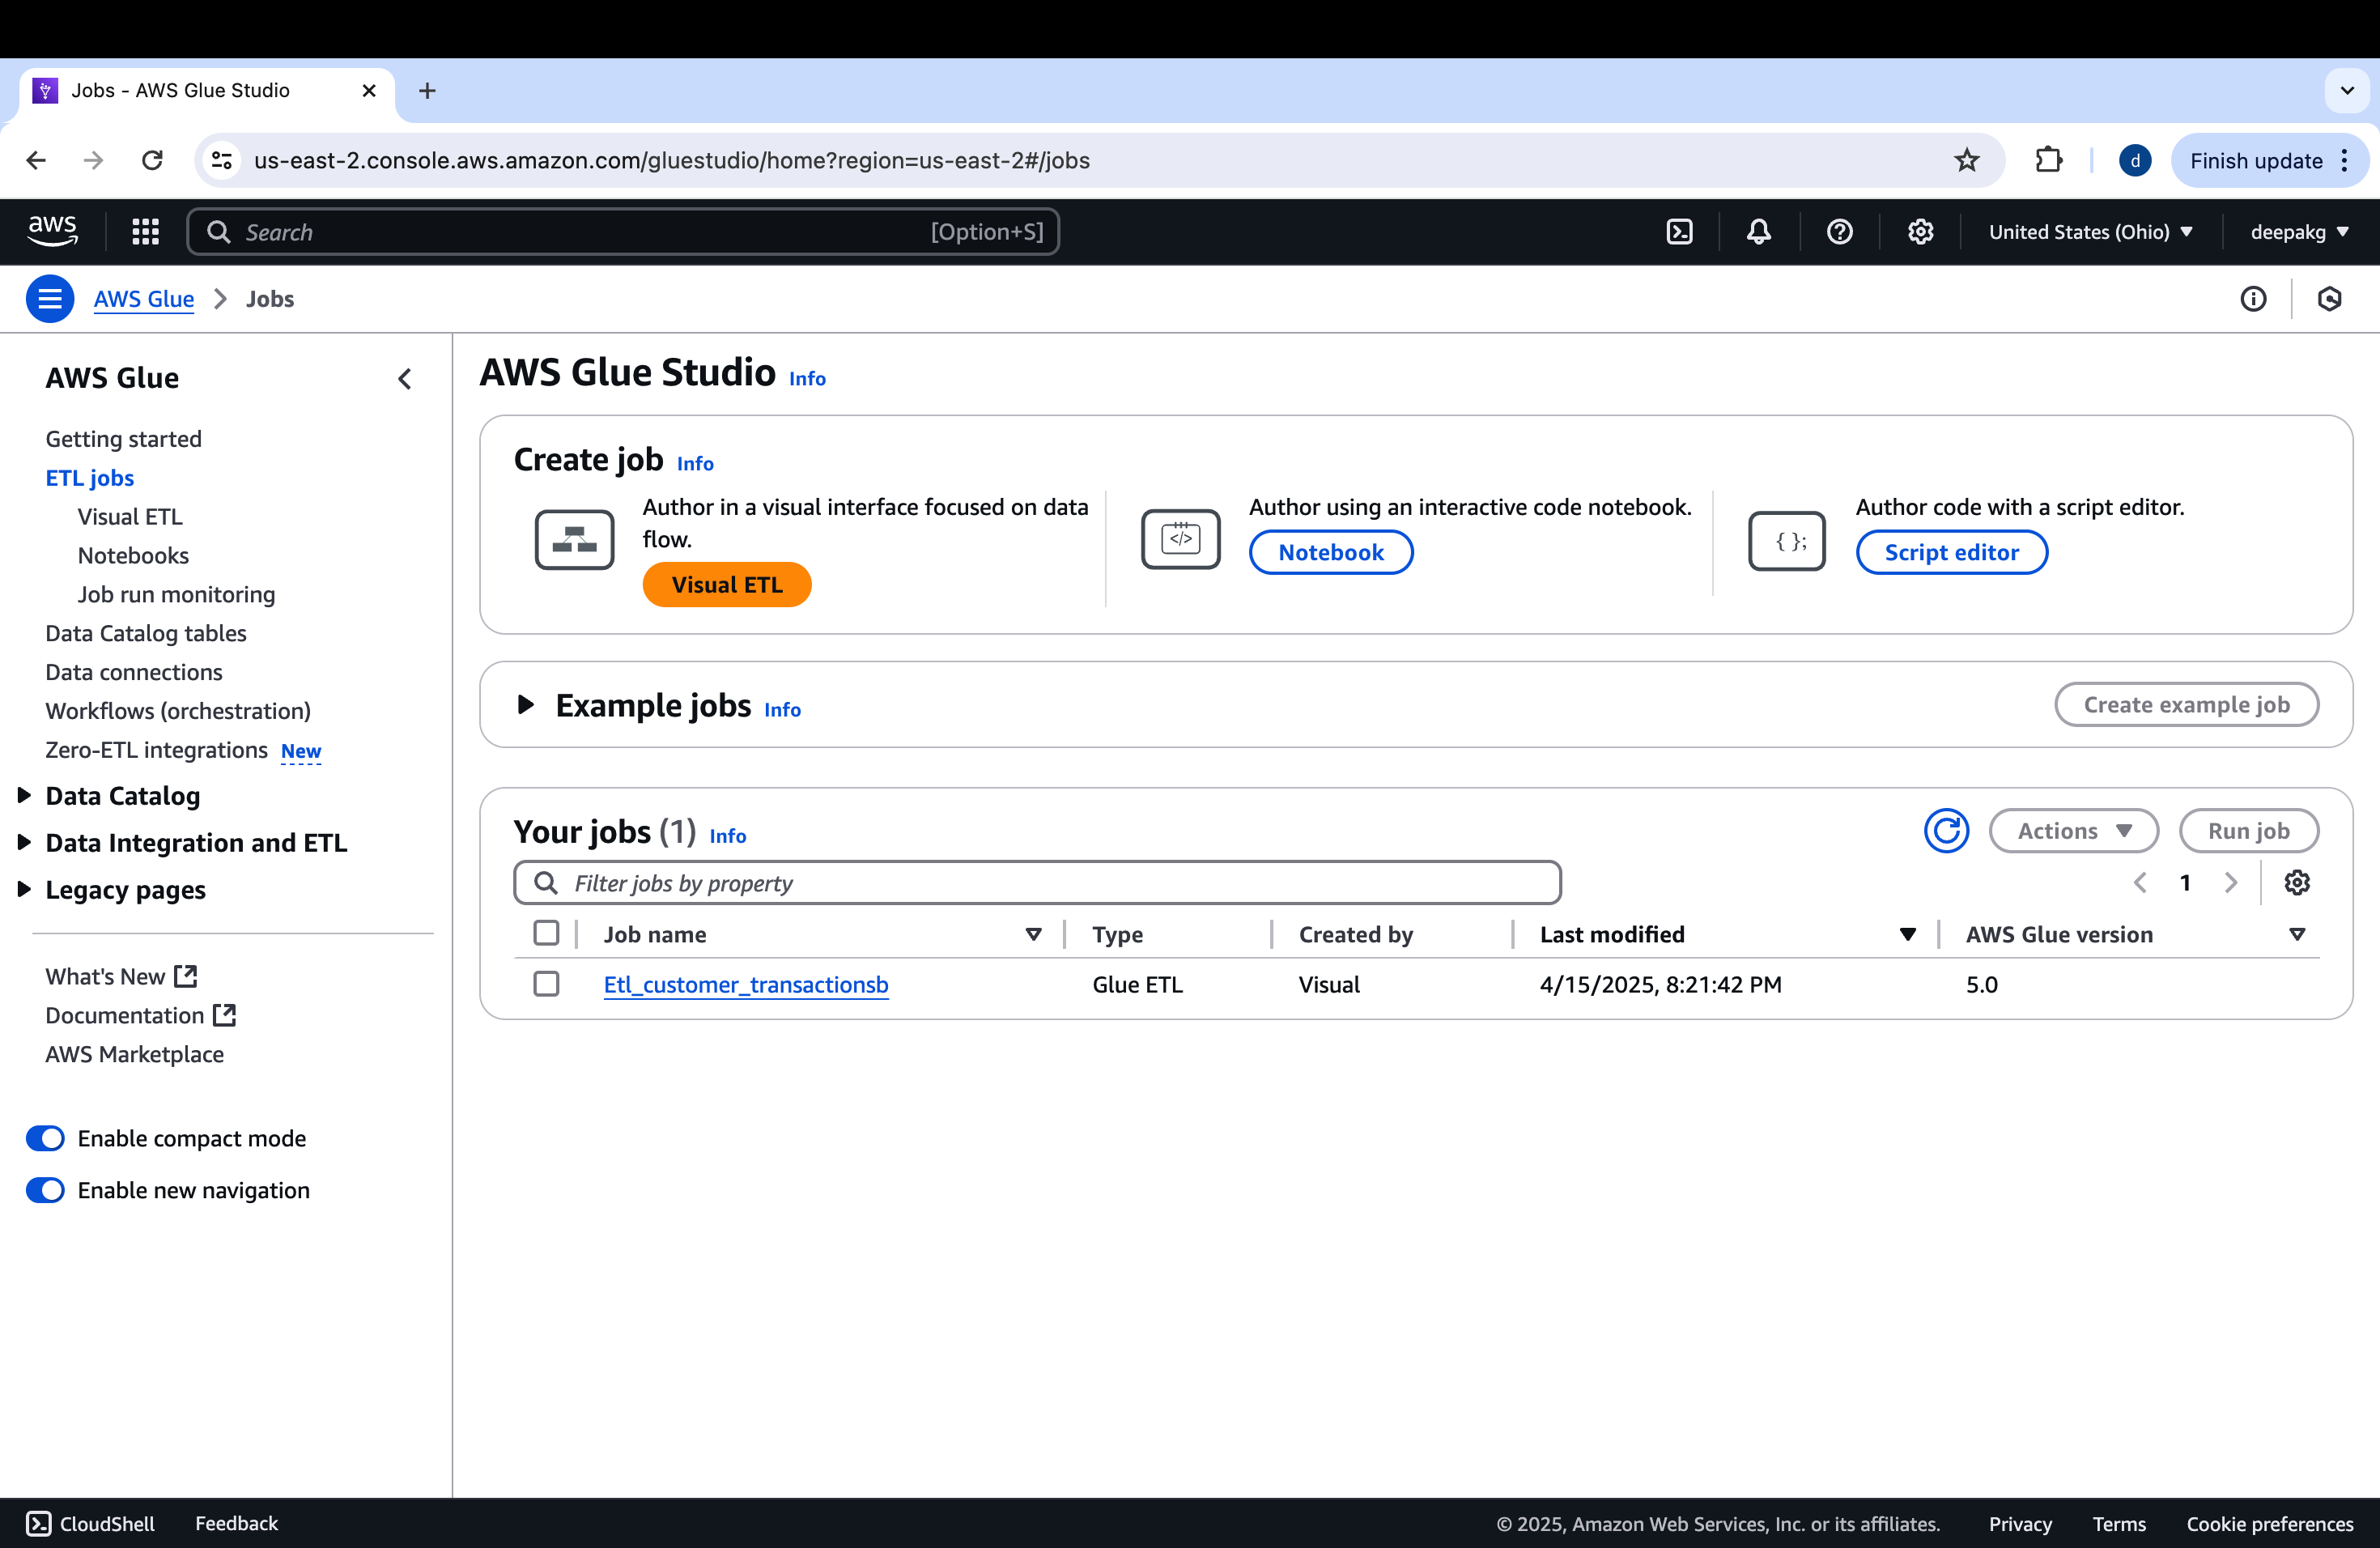 Jobs - AWS Glue Studio
us-east-2.console.aws.amazon.com/gluestudio/home?region=us-east-2#/jobs
d
Finish update
aws
Search
[Option+S]
United States (Ohio)
deepakg
AWS Glue
Jobs
AWS Glue
Getting started
ETL jobs
Visual ETL
Notebooks
Job run monitoring
Data Catalog tables
Data connections
Workflows (orchestration)
Zero-ETL integrations New
Data Catalog
Data Integration and ETL
Legacy pages
What's New
Documentation
AWS Marketplace
Enable compact mode
Enable new navigation
AWS Glue Studio Info
Create job Info
Author in a visual interface focused on data
flow.
Visual ETL
</>
Author using an interactive code notebook.
Notebook
{ };
Author code with a script editor.
Script editor
Example jobs Info
Create example job
Your jobs (1) Info
Actions
Run job
Filter jobs by property
1
Job name Type Created by Last modified AWS Glue version
Etl_customer_transactionsb Glue ETL Visual 4/15/2025, 8:21:42 PM 5.0
CloudShell Feedback © 2025, Amazon Web Services, Inc. or its affiliates. Privacy Terms Cookie preferences